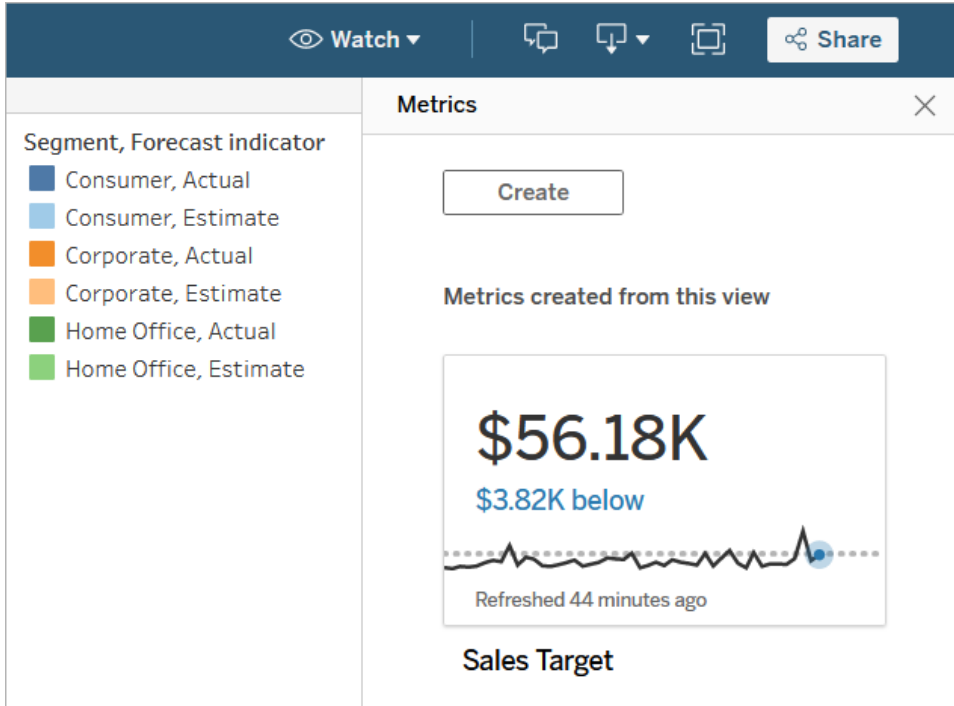 Watch
Share
Metrics
Segment, Forecast indicator
Consumer, Actual
Consumer, Estimate
Corporate, Actual
Corporate, Estimate
Home Office, Actual
Home Office, Estimate
Create
Metrics created from this view
$56.18K
$3.82K below
Refreshed 44 minutes ago
Sales Target